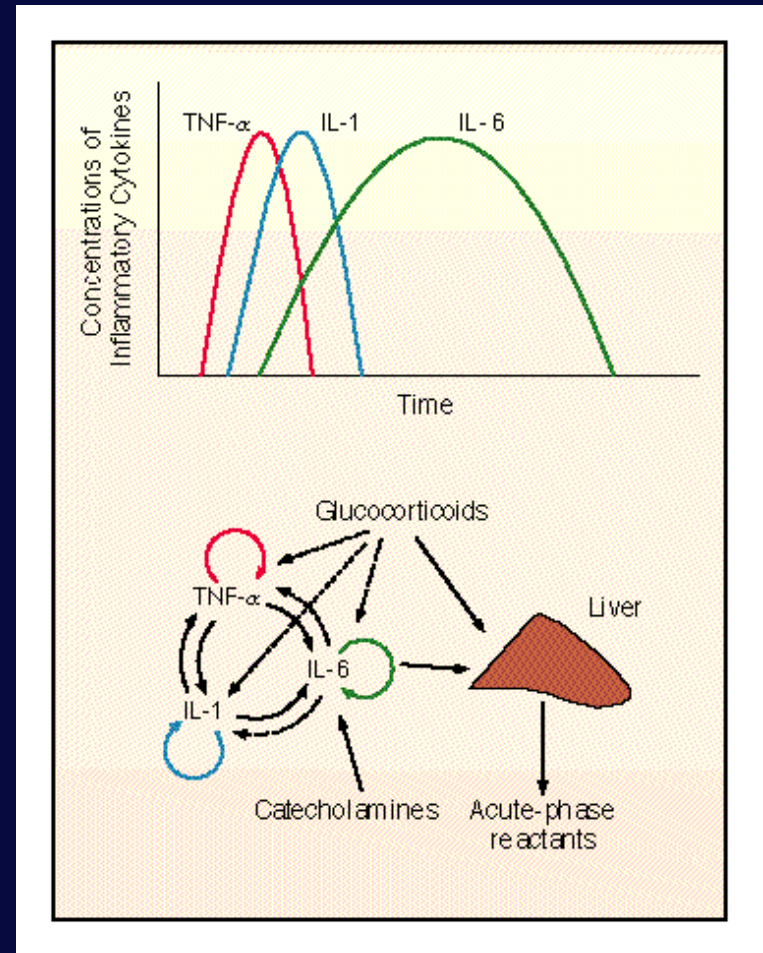 Concentrations of
Inflammatory Cytokines
TNF-α
IL-1
IL-6
Time
Glucocorticoids
TNF-α
Liver
IL-6
IL-1
Catecholamines
Acute-phase
reactants